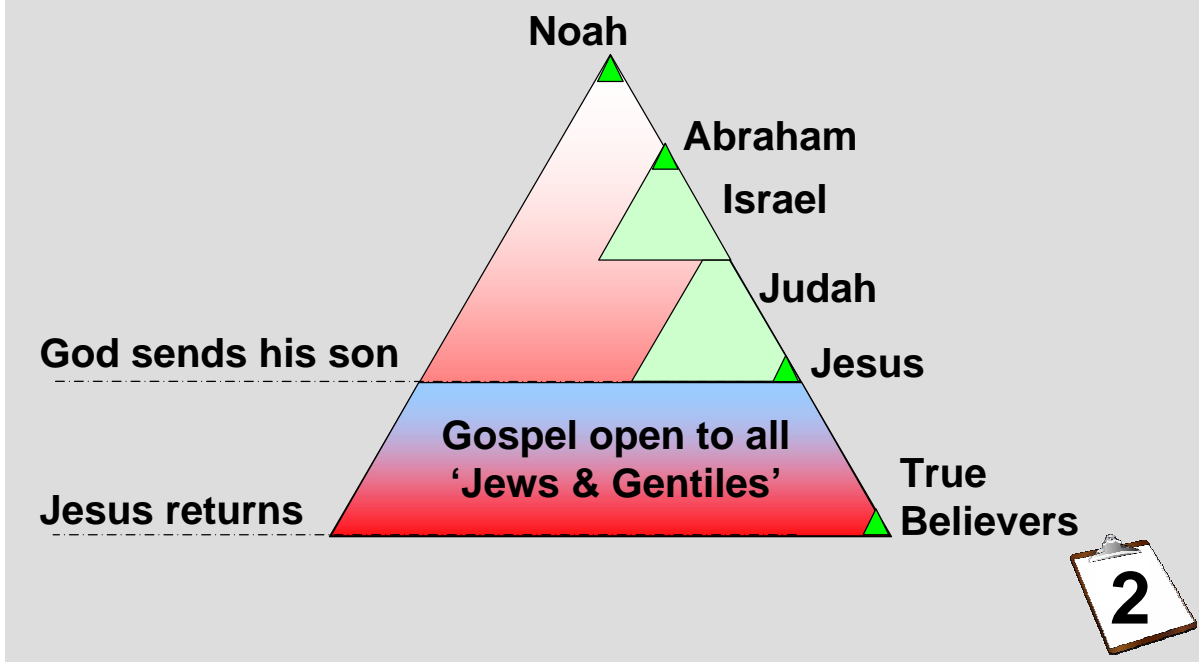 Noah
Abraham
Israel
Judah
God sends his son
Jesus
Gospel open to all
‘Jews & Gentiles’
True
Believers
Jesus returns
2